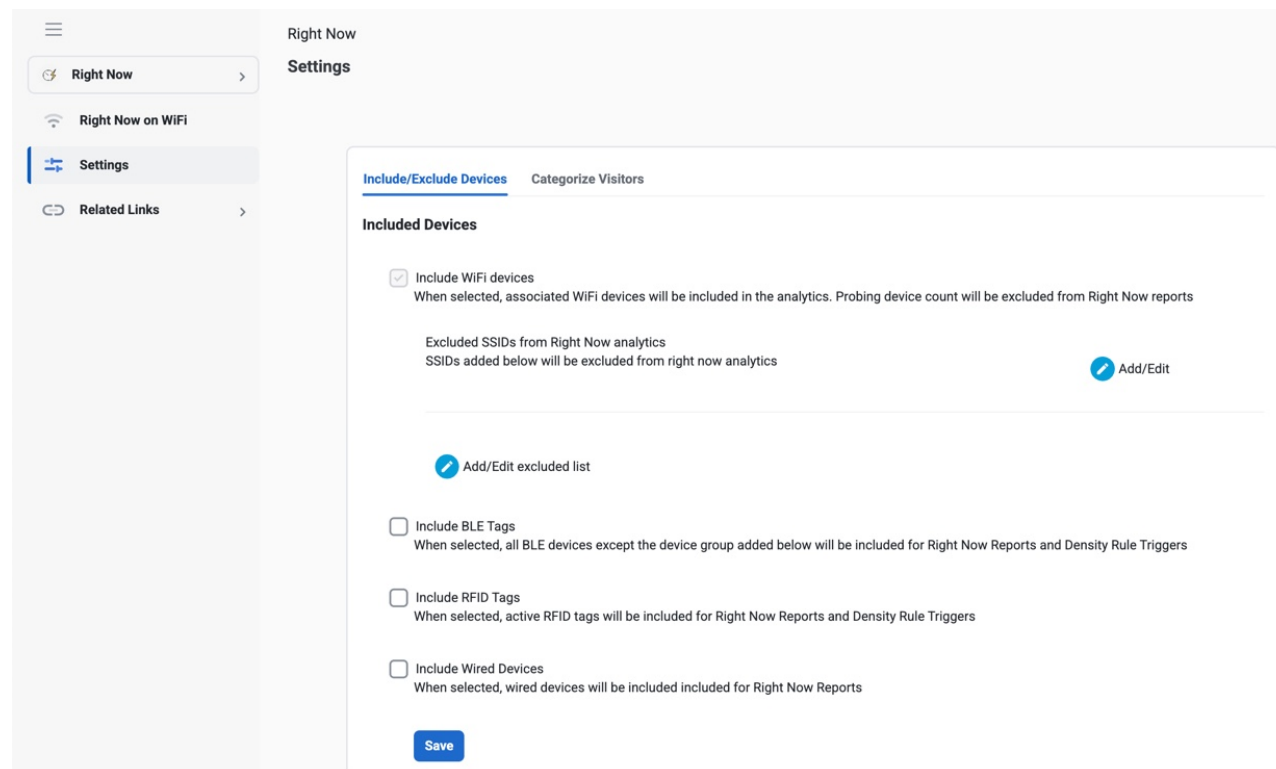 Right Now
Right Now on WiFi
Settings
Related Links
Right Now
Settings
Include/Exclude Devices
Categorize Visitors
Included Devices
Include WiFi devices
When selected, associated WiFi devices will be included in the analytics. Probing device count will be excluded from Right Now reports
Excluded SSIDs from Right Now analytics
SSIDs added below will be excluded from right now analytics
Add/Edit
Add/Edit excluded list
Include BLE Tags
When selected, all BLE devices except the device group added below will be included for Right Now Reports and Density Rule Triggers
Include RFID Tags
When selected, active RFID tags will be included for Right Now Reports and Density Rule Triggers
Include Wired Devices
When selected, wired devices will be included included for Right Now Reports
Save